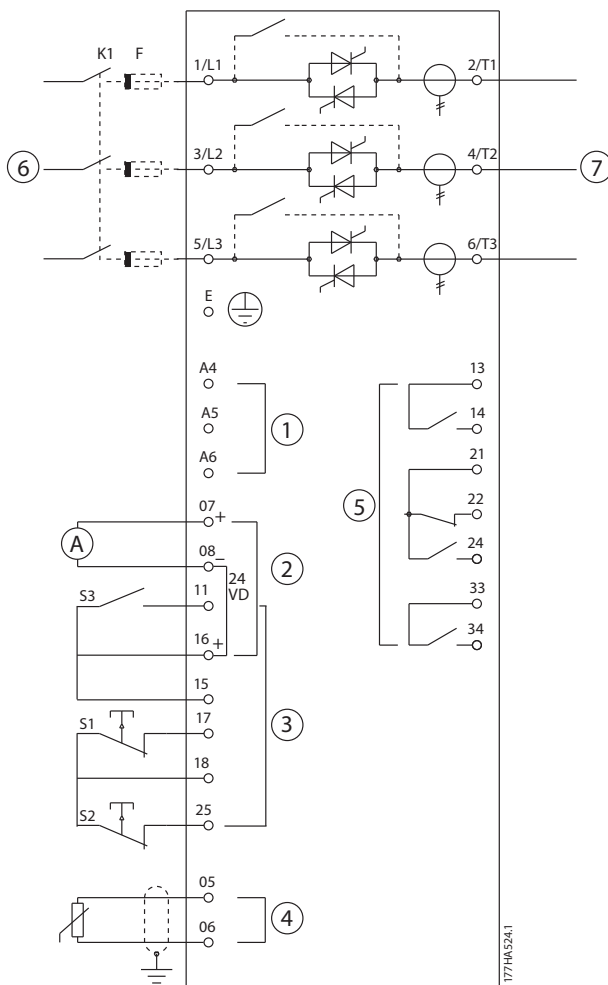 K1 F 1/L1 2/T1
6 3/L2 4/T2 7
5/L3 6/T3
E
A4 13
A5 1 14
A6 21
07 + 5 22
A 08 − 2 24
24
VD
S3 11 33
16 + 34
15
S1 17 3
18
S2 25
05
06 4
177HA524.1